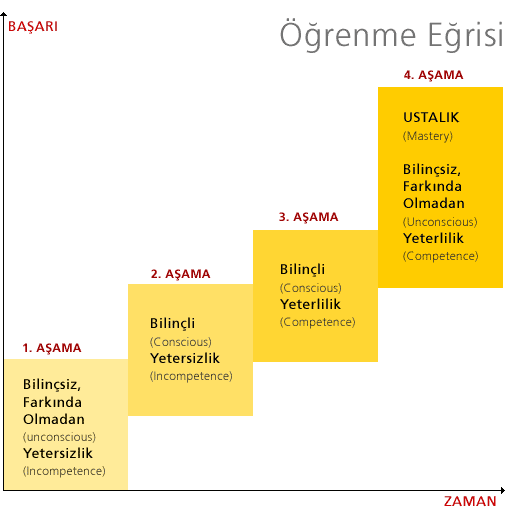 BAŞARI
Öğrenme Eğrisi
4. AŞAMA
USTALIK
(Mastery)
Bilinçsiz,
Farkında
Olmadan
(Unconscious)
Yeterlilik
(Competence)
3. AŞAMA
Bilinçli
(Conscious)
Yeterlilik
(Competence)
2. AŞAMA
Bilinçli
(Conscious)
Yetersizlik
(Incompetence)
1. AŞAMA
Bilinçsiz,
Farkında
Olmadan
(unconscious)
Yetersizlik
(Incompetence)
ZAMAN